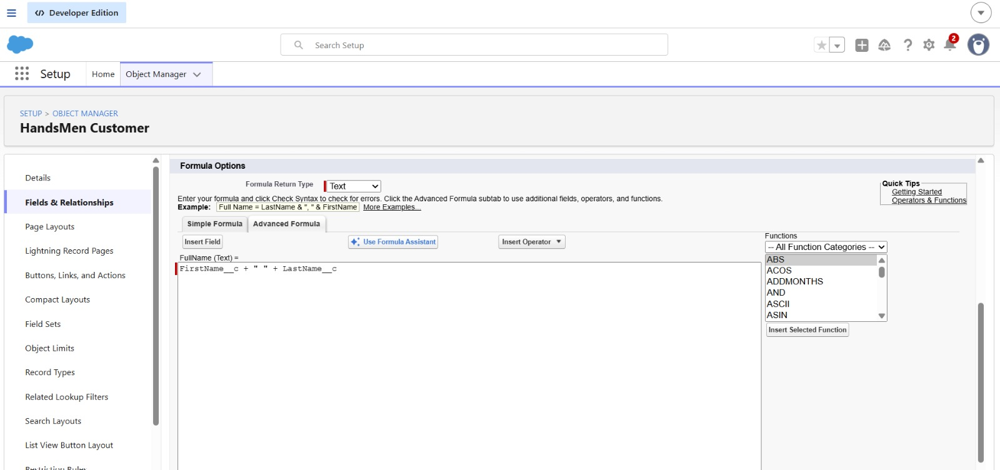 Developer Edition
Search Setup
2
Setup
Home
Object Manager
SETUP > OBJECT MANAGER
HandsMen Customer
Details
Fields & Relationships
Page Layouts
Lightning Record Pages
Buttons, Links, and Actions
Compact Layouts
Field Sets
Object Limits
Record Types
Related Lookup Filters
Search Layouts
List View Button Layout
Restriction Rules
Formula Options
Formula Return Type
Text
Quick Tips
Getting Started
Operators & Functions
Enter your formula and click Check Syntax to check for errors. Click the Advanced Formula subtab to use additional fields, operators, and functions.
Example: Full Name = LastName & ", " & FirstName More Examples...
Simple Formula
Advanced Formula
Insert Field
Use Formula Assistant
Insert Operator
FullName (Text) =
FirstName__c + " " + LastName__c
Functions
-- All Function Categories --
ABS
ACOS
ADDMONTHS
AND
ASCII
ASIN
Insert Selected Function